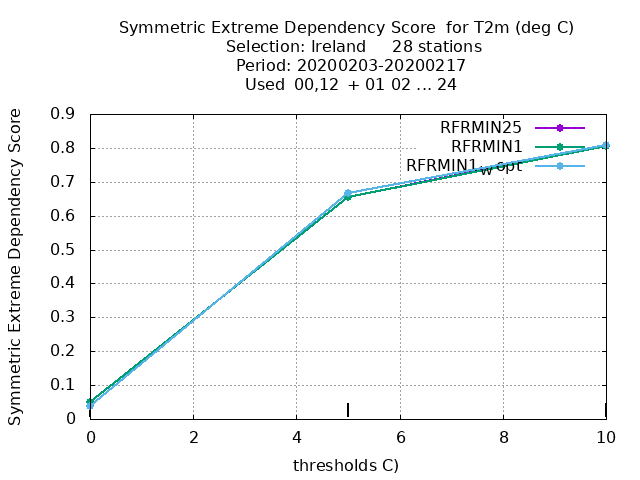 Symmetric Extreme Dependency Score  for T2m (deg C)
Selection: Ireland     28 stations
Period: 20200203-20200217
Used  00,12  + 01 02 ... 24
Symmetric Extreme Dependency Score
0.9
0.8
0.7
0.6
0.5
0.4
0.3
0.2
0.1
0
RFRMIN25
RFRMIN1
RFRMIN1wopt
0 2 4 6 8 10
thresholds C)